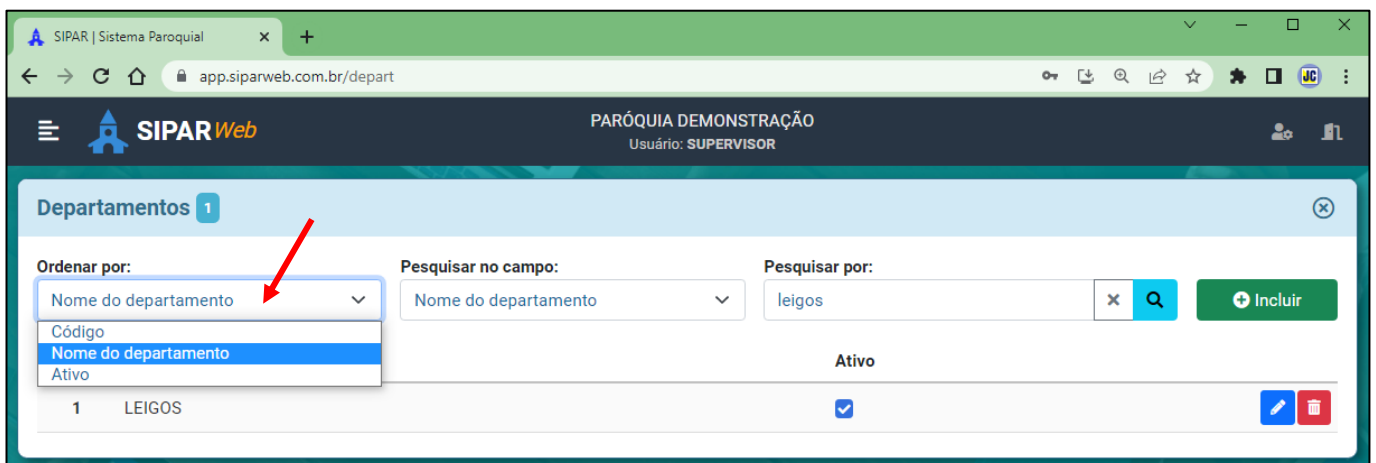 SIPAR | Sistema Paroquial
app.siparweb.com.br/depart
JC
SIPARWeb
PARÓQUIA DEMONSTRAÇÃO
Usuário: SUPERVISOR
Departamentos 1
Ordenar por: Pesquisar no campo: Pesquisar por:
Nome do departamento Nome do departamento leigos Incluir
Código
Nome do departamento
Ativo
Ativo
1 LEIGOS